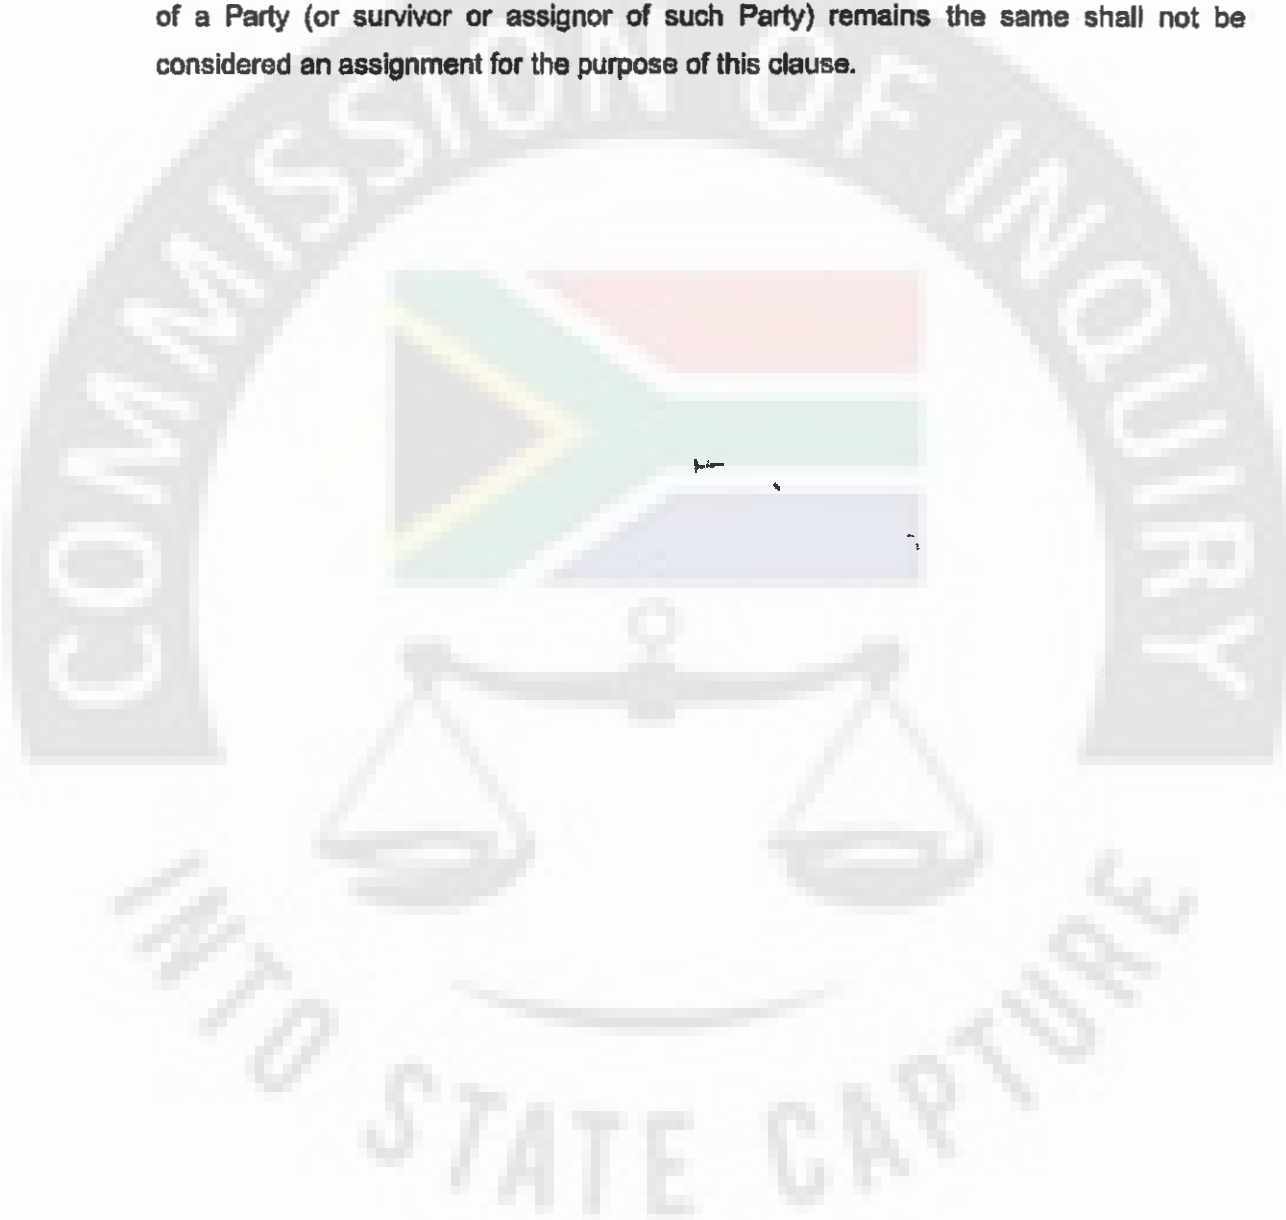 of a Party (or survivor or assignor of such Party) remains the same shall not be
considered an assignment for the purpose of this clause.
COMMISSION OF INQUIRY
INTO STATE CAPTURE